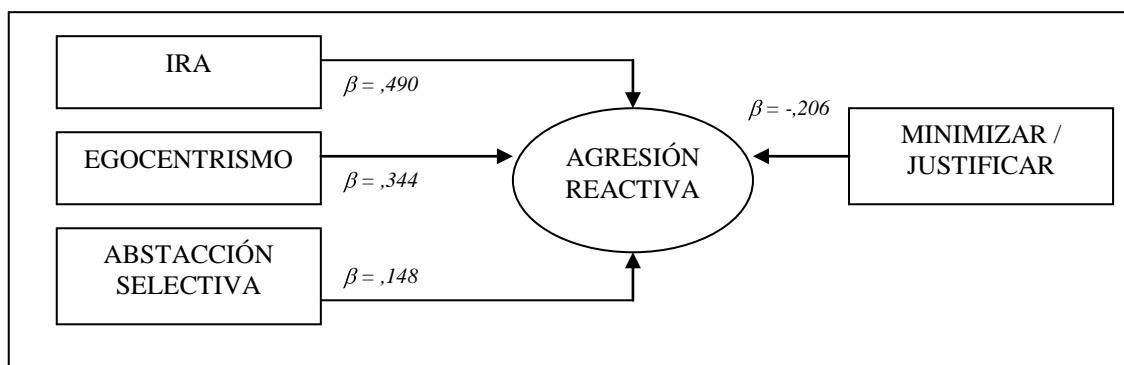 IRA
β = ,490
EGOCENTRISMO
β = ,344
ABSTACCIÓN
SELECTIVA
β = ,148
AGRESIÓN
REACTIVA
β = -,206
MINIMIZAR /
JUSTIFICAR